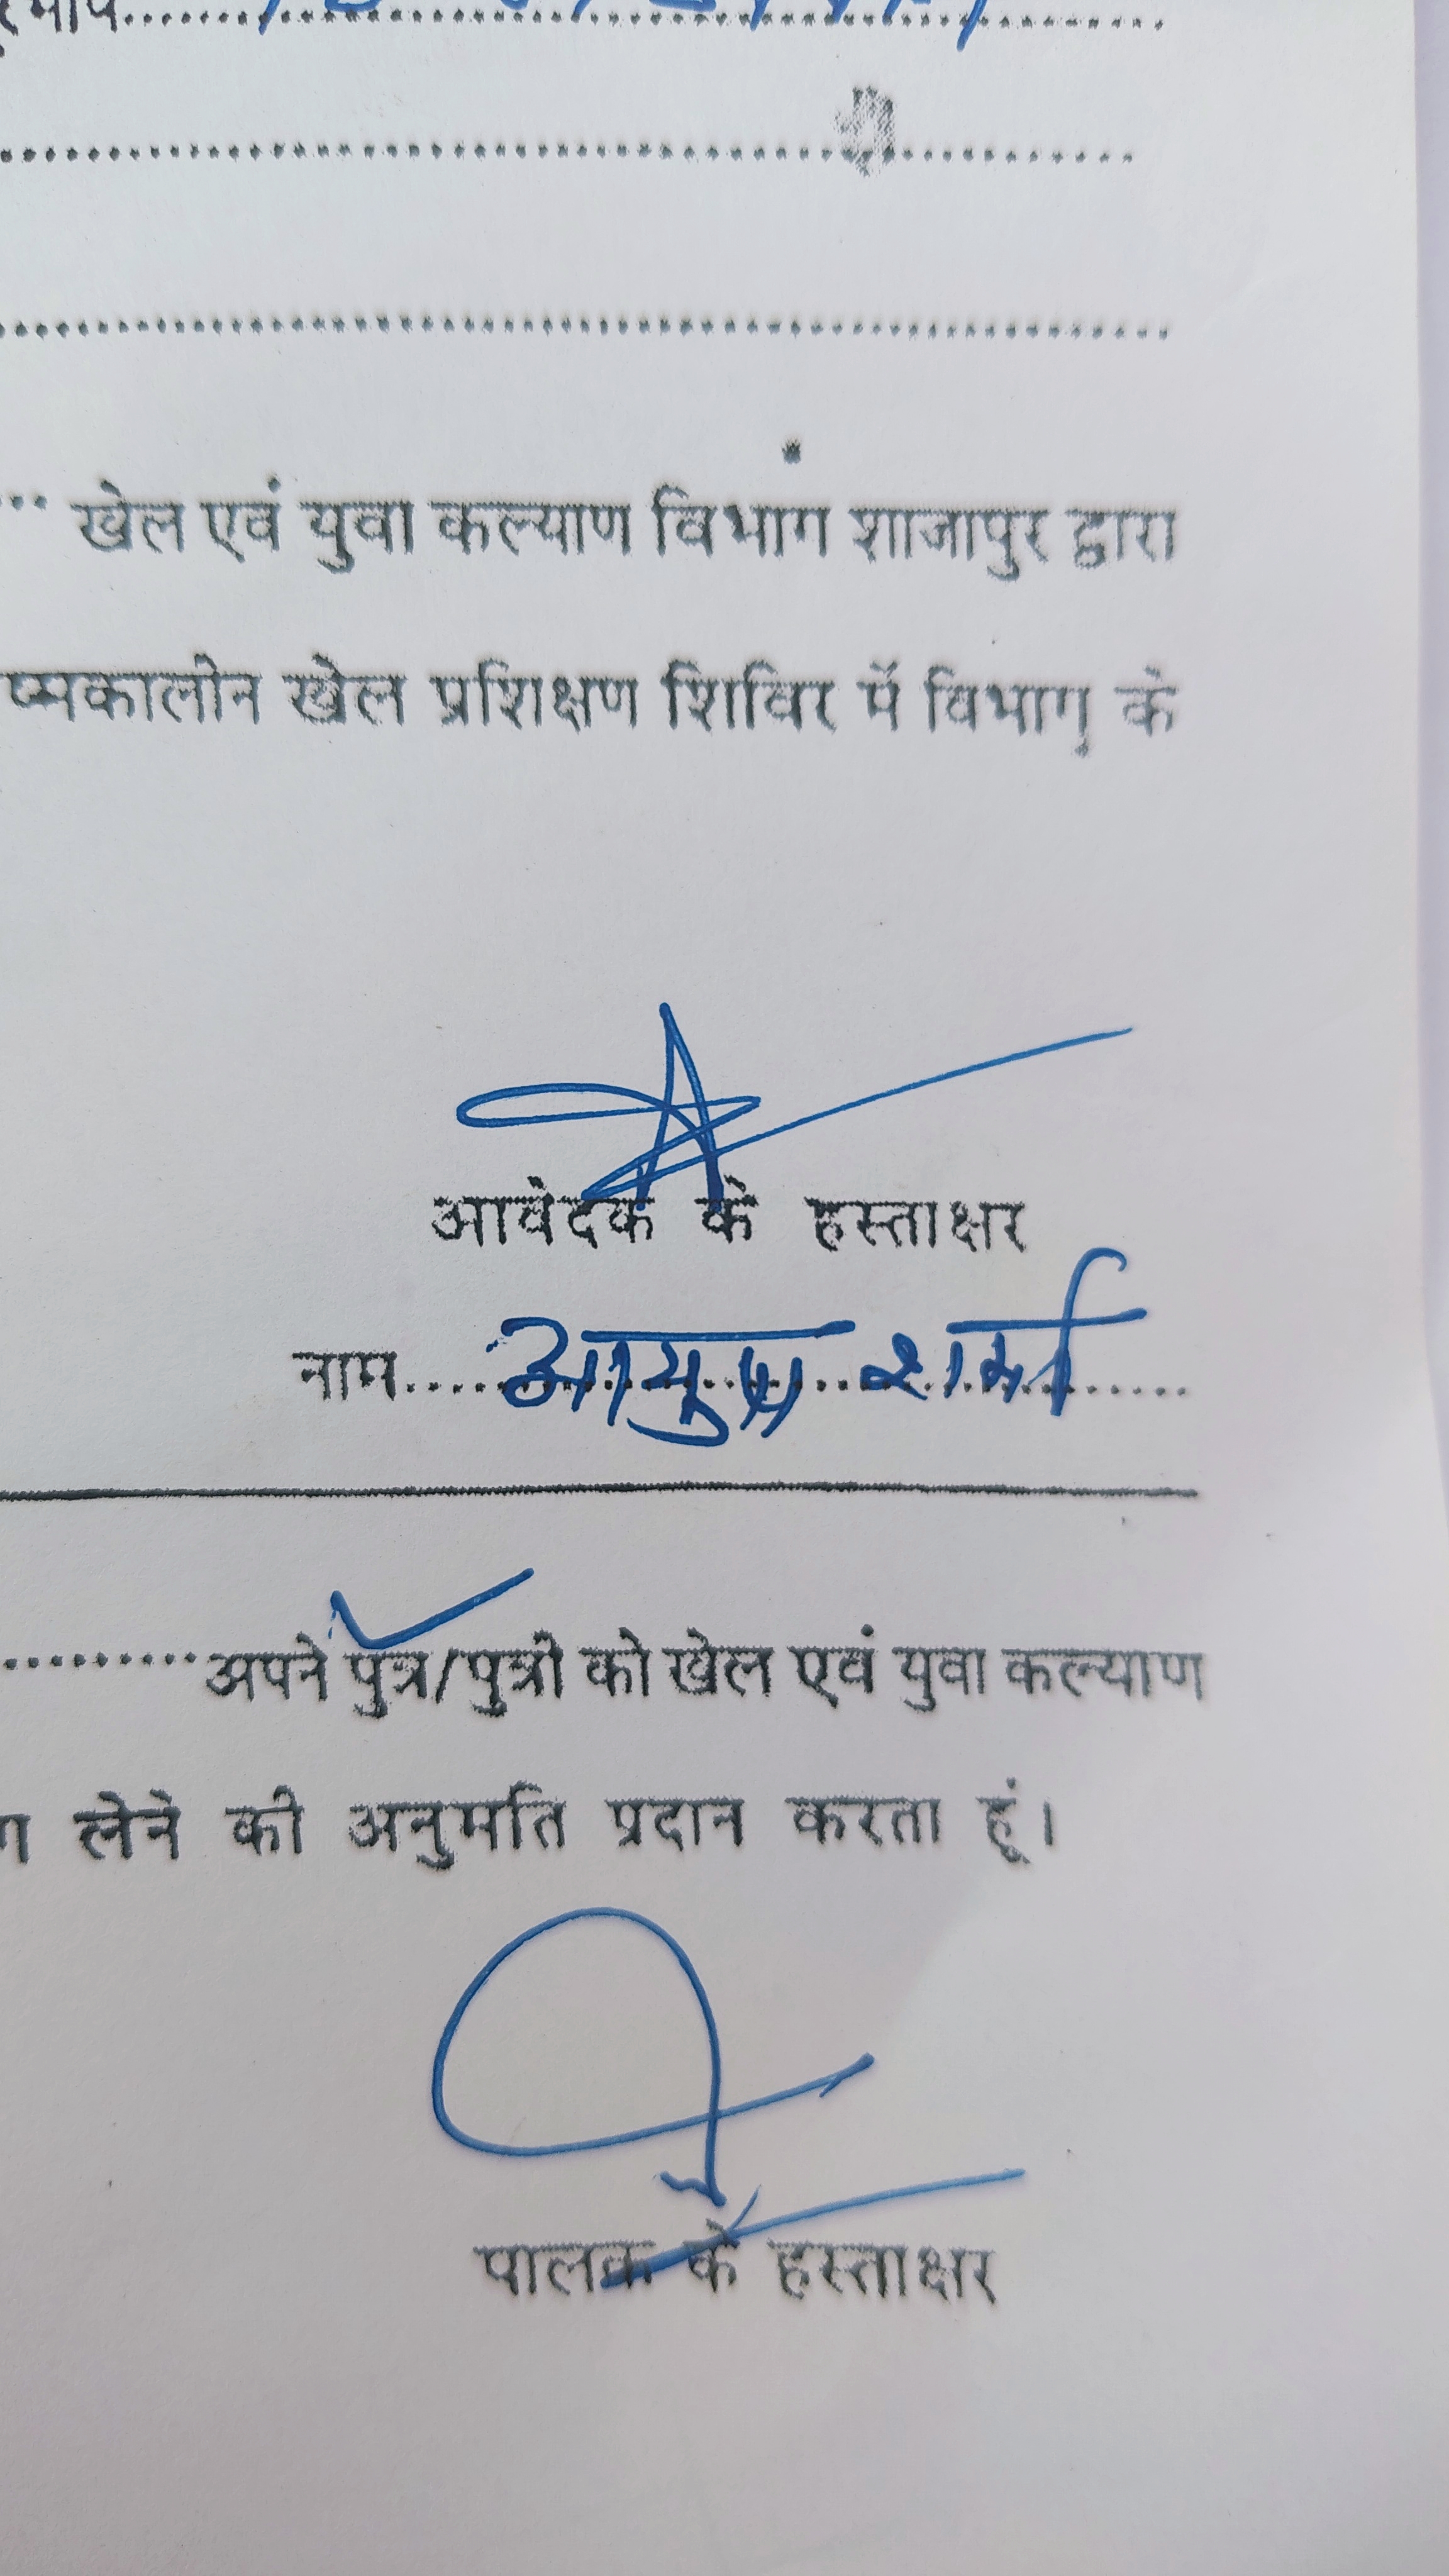 खेल एवं युवा कल्याण विभाग शाजापुर द्वारा
ष्मकालीन खेल प्रशिक्षण शिविर में विभाग के
आवेदक के हस्ताक्षर
नाम.... आयुष शर्मा
..........अपने पुत्र/पुत्री को खेल एवं युवा कल्याण
लेने की अनुमति प्रदान करता हूं।
पालक के हस्ताक्षर